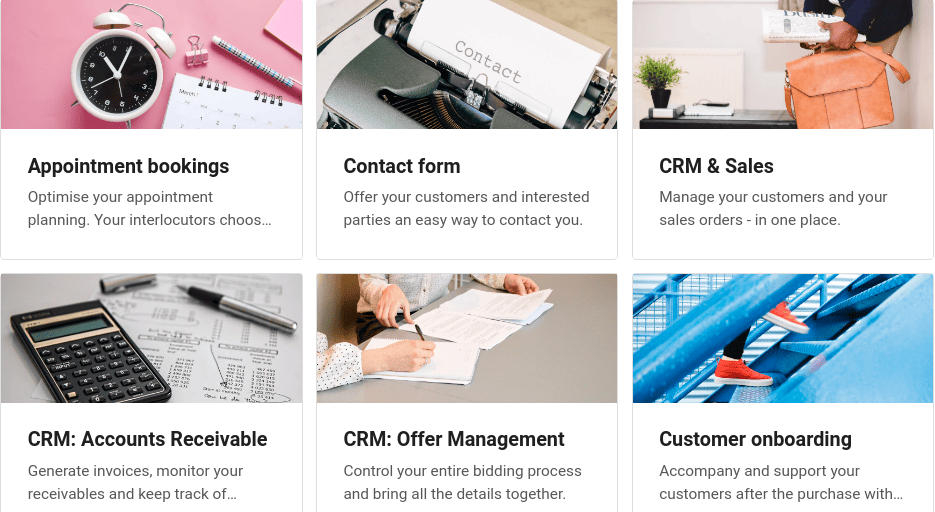 Contact
Busin
March
Appointment bookings
Optimise your appointment
planning. Your interlocutors choos...
Contact form
Offer your customers and interested
parties an easy way to contact you.
CRM & Sales
Manage your customers and your
sales orders - in one place.
CRM: Accounts Receivable
Generate invoices, monitor your
receivables and keep track of...
CRM: Offer Management
Control your entire bidding process
and bring all the details together.
Customer onboarding
Accompany and support your
customers after the purchase with...